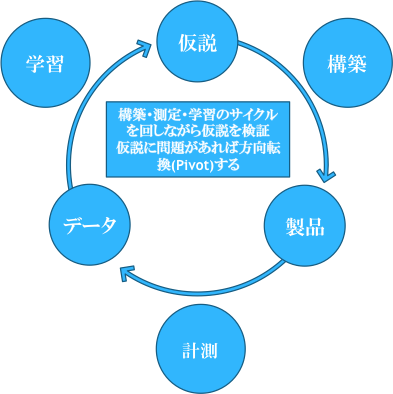 仮説
学習
構築
構築・測定・学習のサイクル
を回しながら仮説を検証
仮説に問題があれば方向転
換(Pivot)する
データ
製品
計測